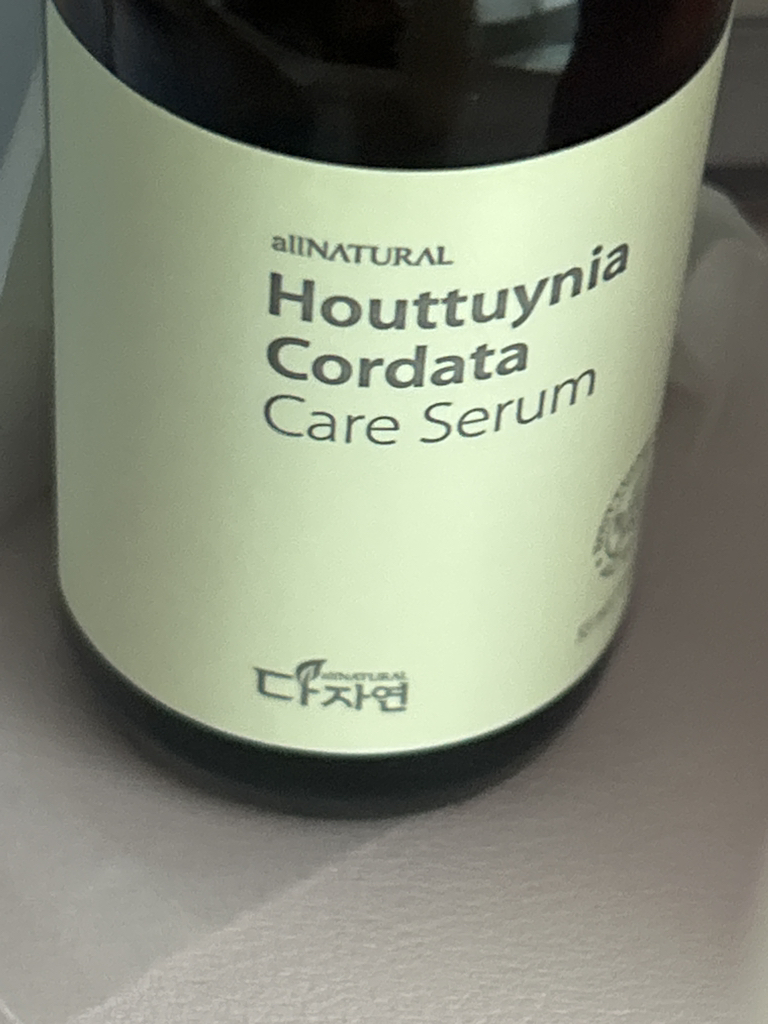 allNATURAL
Houttuynia
Cordata
Care Serum
allNATURAL
다자연